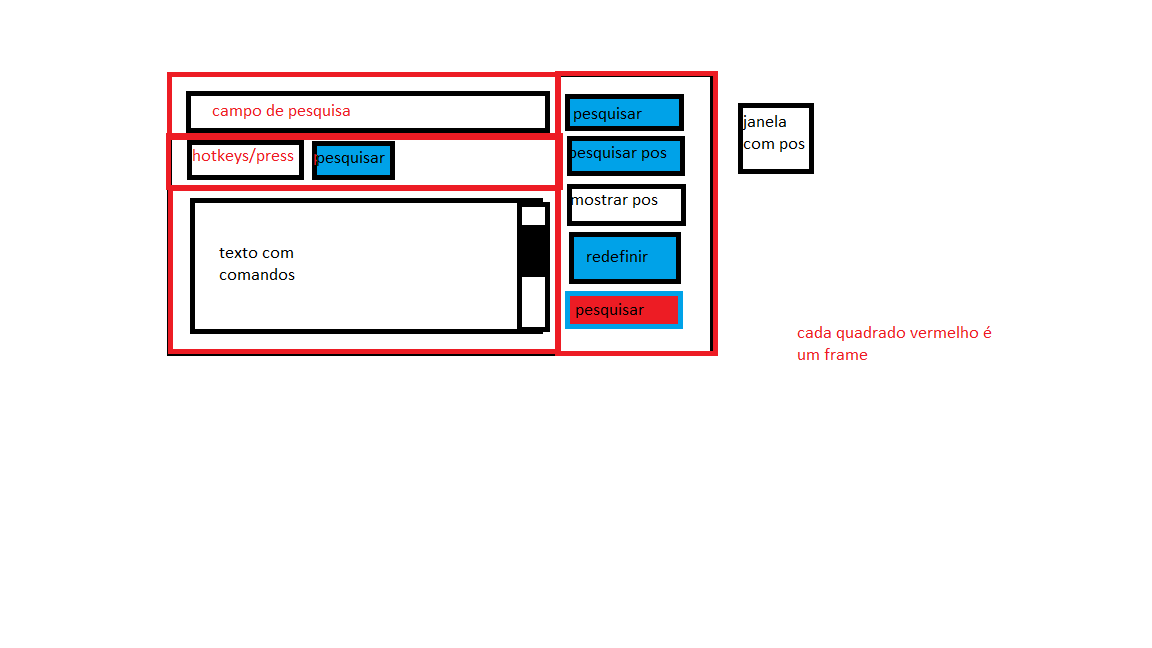 campo de pesquisa
hotkeys/press
pesquisar
texto com
comandos
pesquisar
pesquisar pos
mostrar pos
redefinir
pesquisar
janela
com pos
cada quadrado vermelho é
um frame